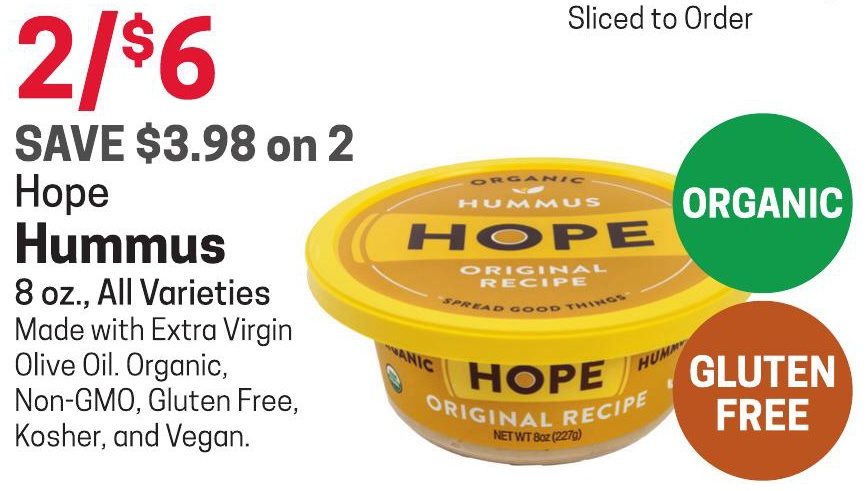 Sliced to Order
2/$6
SAVE $3.98 on 2
Hope
Hummus
8 oz., All Varieties
Made with Extra Virgin
Olive Oil. Organic,
Non-GMO, Gluten Free,
Kosher, and Vegan.
ORGANIC
HUMMUS
HOPE
ORIGINAL
RECIPE
SPREAD GOOD THINGS
HOPE
ORIGINAL RECIPE
NET WT 8oz (227g)
ORGANIC
GLUTEN
FREE